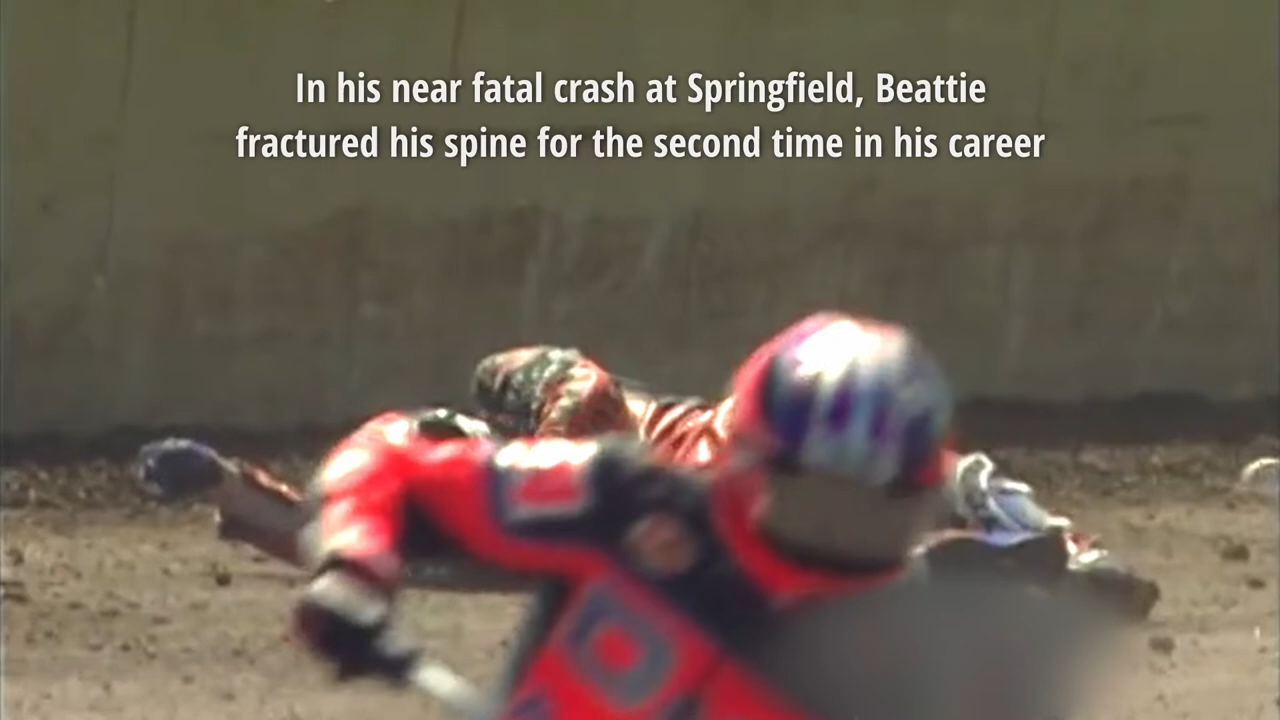 In his near fatal crash at Springfield, Beattie
fractured his spine for the second time in his career